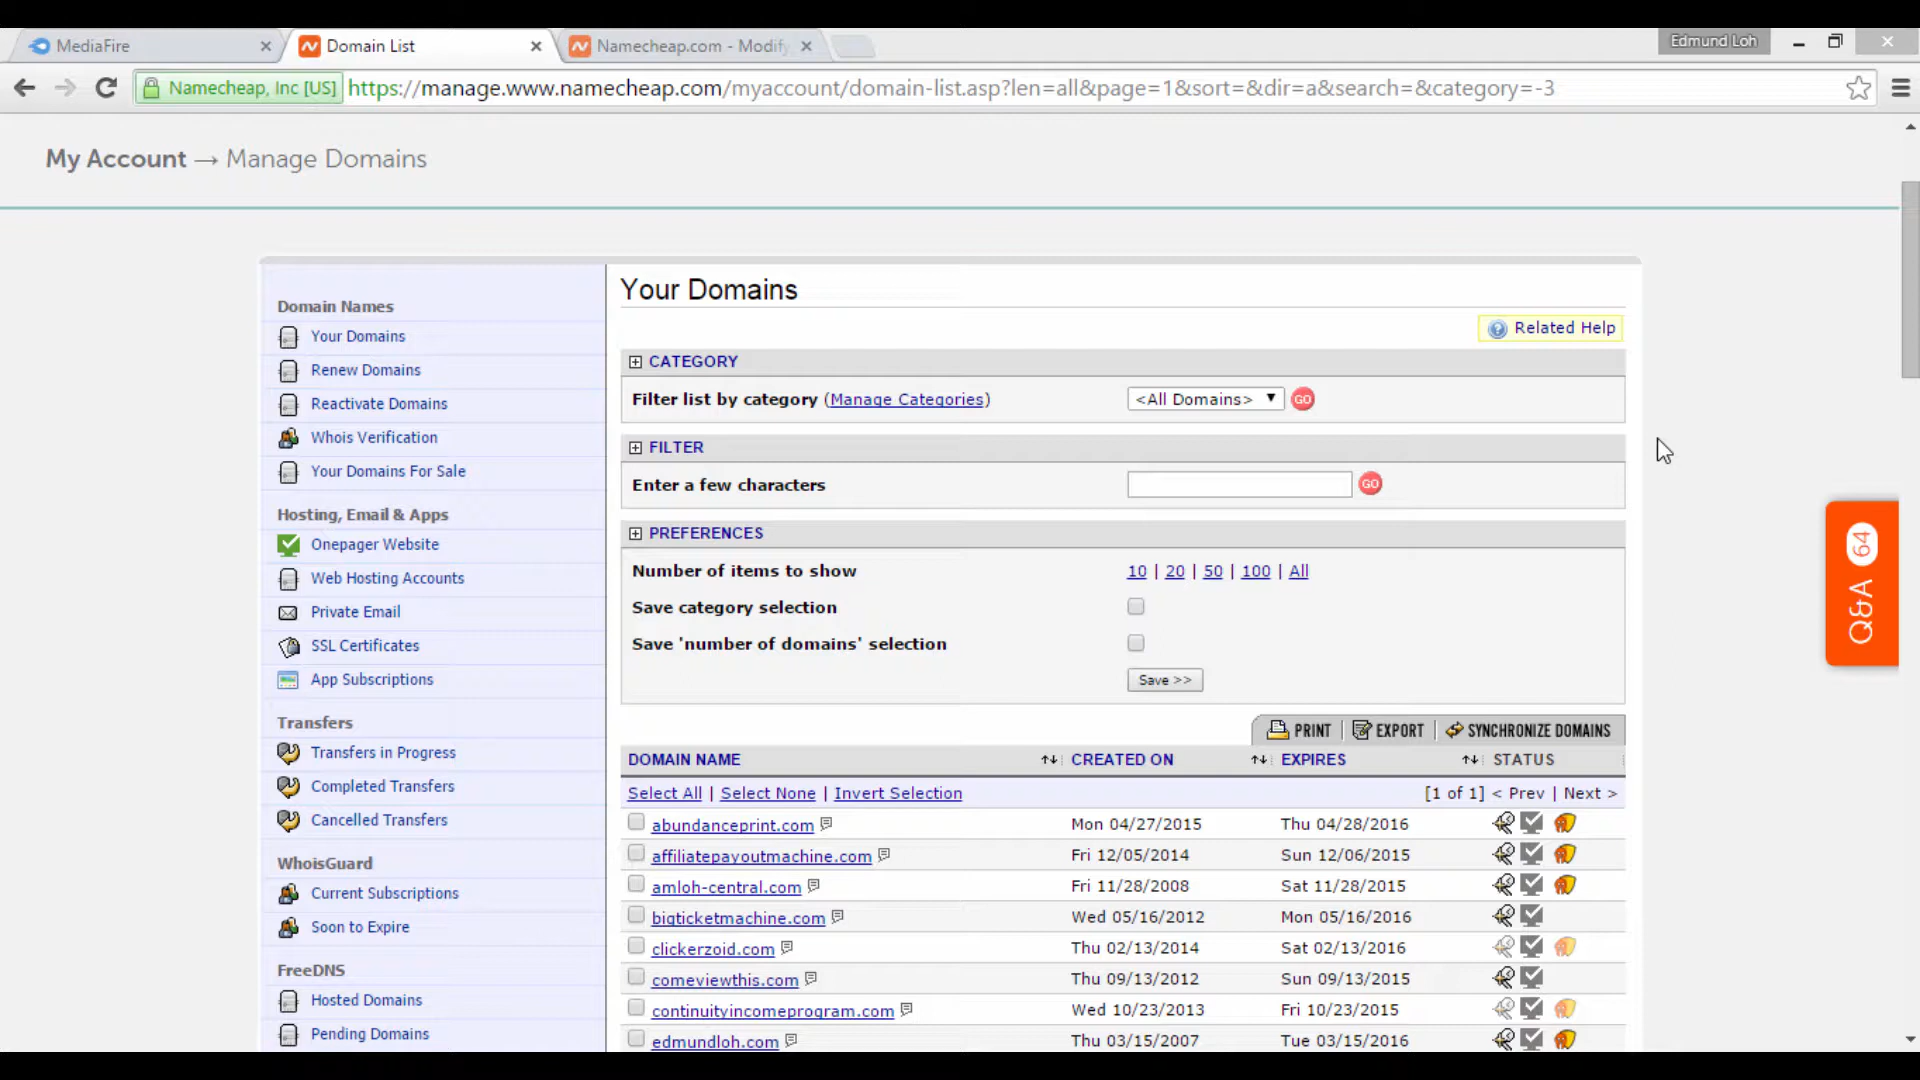 MediaFire
Domain List
Namecheap.com - Modify
Edmund Loh
Namecheap, Inc [US]
https://manage.www.namecheap.com/myaccount/domain-list.asp?len=all&page=1&sort=&dir=a&search=&category=-3
My Account → Manage Domains
Domain Names
Your Domains
Renew Domains
Reactivate Domains
Whois Verification
Your Domains For Sale
Hosting, Email & Apps
Onepager Website
Web Hosting Accounts
Private Email
SSL Certificates
App Subscriptions
Transfers
Transfers in Progress
Completed Transfers
Cancelled Transfers
WhoisGuard
Current Subscriptions
Soon to Expire
FreeDNS
Hosted Domains
Pending Domains
Your Domains
Related Help
CATEGORY
Filter list by category (Manage Categories) <All Domains> GO
FILTER
Enter a few characters GO
PREFERENCES
Number of items to show 10 | 20 | 50 | 100 | All
Save category selection
Save 'number of domains' selection
Save >>
PRINT | EXPORT | SYNCHRONIZE DOMAINS
DOMAIN NAME CREATED ON EXPIRES STATUS
Select All | Select None | Invert Selection [1 of 1] < Prev | Next >
abundanceprint.com Mon 04/27/2015 Thu 04/28/2016
affiliatepayoutmachine.com Fri 12/05/2014 Sun 12/06/2015
amloh-central.com Fri 11/28/2008 Sat 11/28/2015
bigticketmachine.com Wed 05/16/2012 Mon 05/16/2016
clickerzoid.com Thu 02/13/2014 Sat 02/13/2016
comeviewthis.com Thu 09/13/2012 Sun 09/13/2015
continuityincomeprogram.com Wed 10/23/2013 Fri 10/23/2015
edmundloh.com Thu 03/15/2007 Tue 03/15/2016
Q&A 64